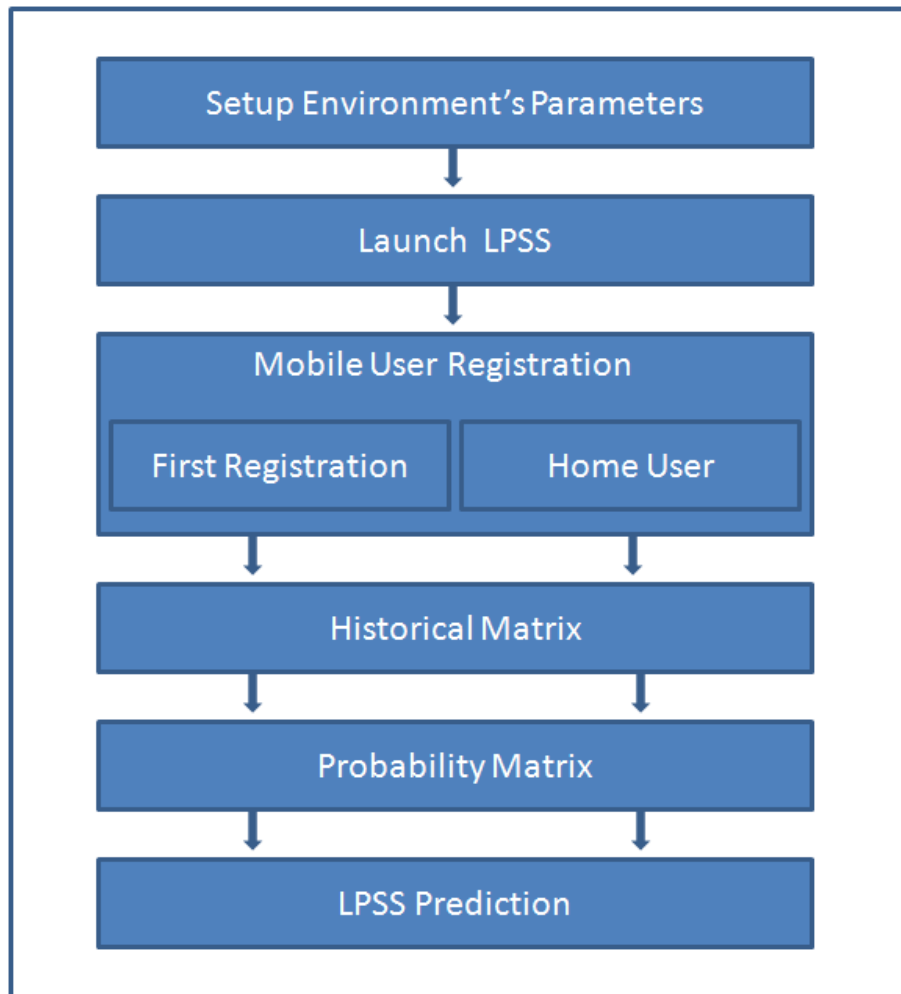 Setup Environment's Parameters
Launch LPSS
Mobile User Registration
First Registration
Home User
Historical Matrix
Probability Matrix
LPSS Prediction